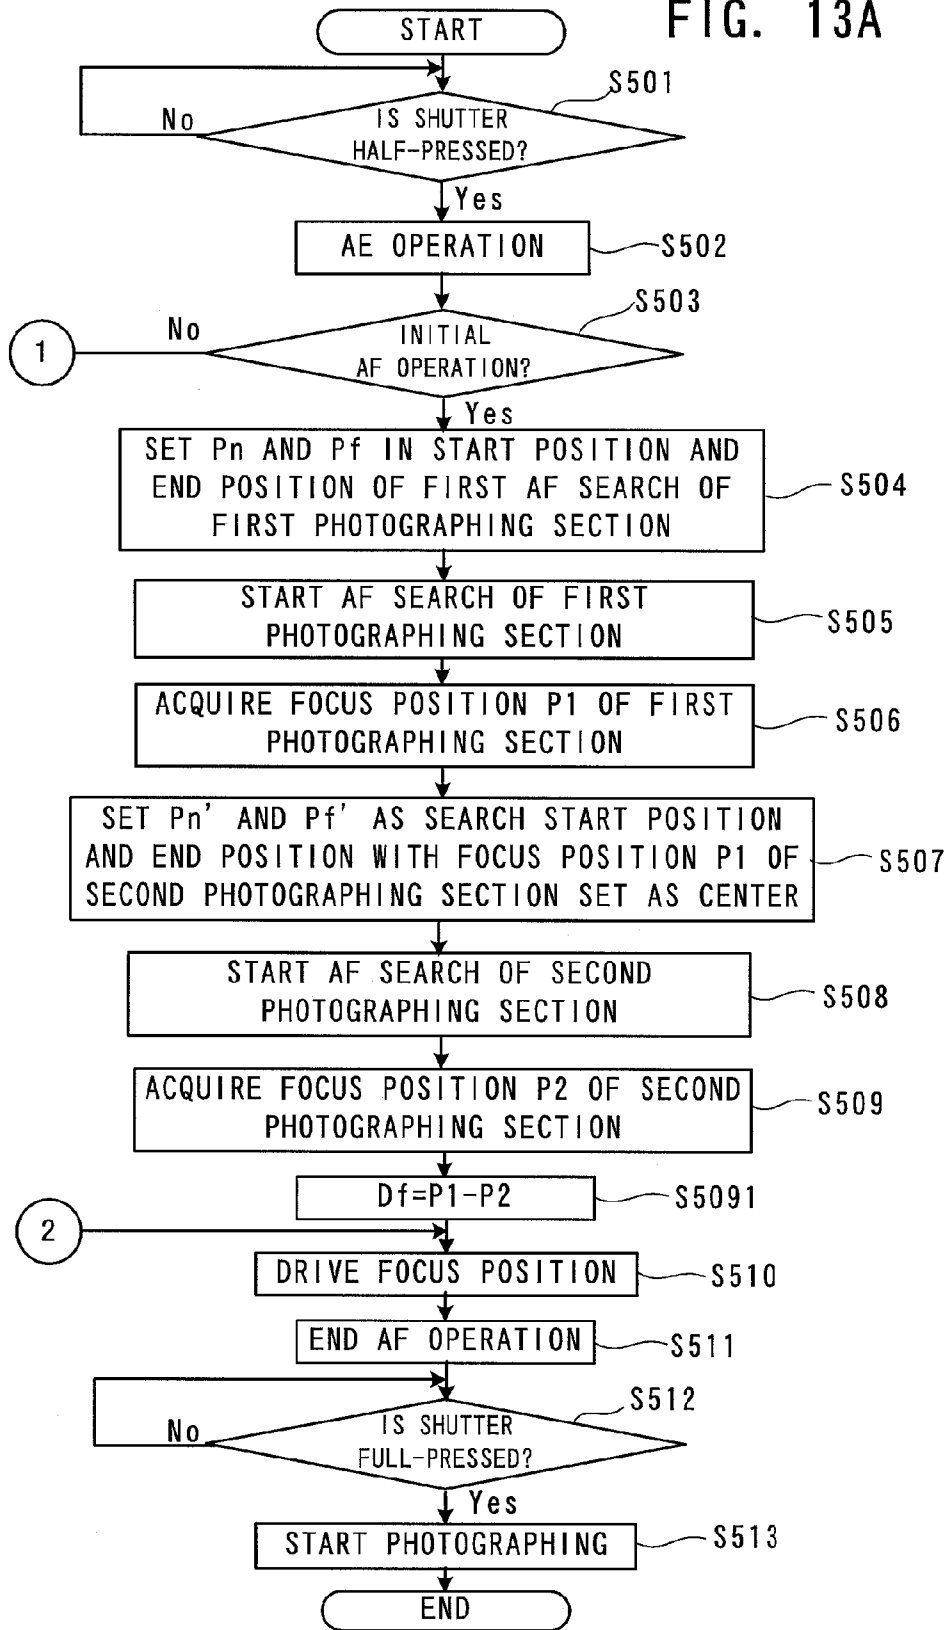 FIG. 13A
START
S501
No
IS SHUTTER
HALF-PRESSED?
Yes
AE OPERATION
S502
S503
No
1
INITIAL
AF OPERATION?
Yes
SET Pn AND Pf IN START POSITION AND
END POSITION OF FIRST AF SEARCH OF
FIRST PHOTOGRAPHING SECTION
S504
START AF SEARCH OF FIRST
PHOTOGRAPHING SECTION
S505
ACQUIRE FOCUS POSITION P1 OF FIRST
PHOTOGRAPHING SECTION
S506
SET Pn' AND Pf' AS SEARCH START POSITION
AND END POSITION WITH FOCUS POSITION P1 OF
SECOND PHOTOGRAPHING SECTION SET AS CENTER
S507
START AF SEARCH OF SECOND
PHOTOGRAPHING SECTION
S508
ACQUIRE FOCUS POSITION P2 OF SECOND
PHOTOGRAPHING SECTION
S509
Df=P1-P2
S5091
2
DRIVE FOCUS POSITION
S510
END AF OPERATION
S511
S512
No
IS SHUTTER
FULL-PRESSED?
Yes
START PHOTOGRAPHING
S513
END